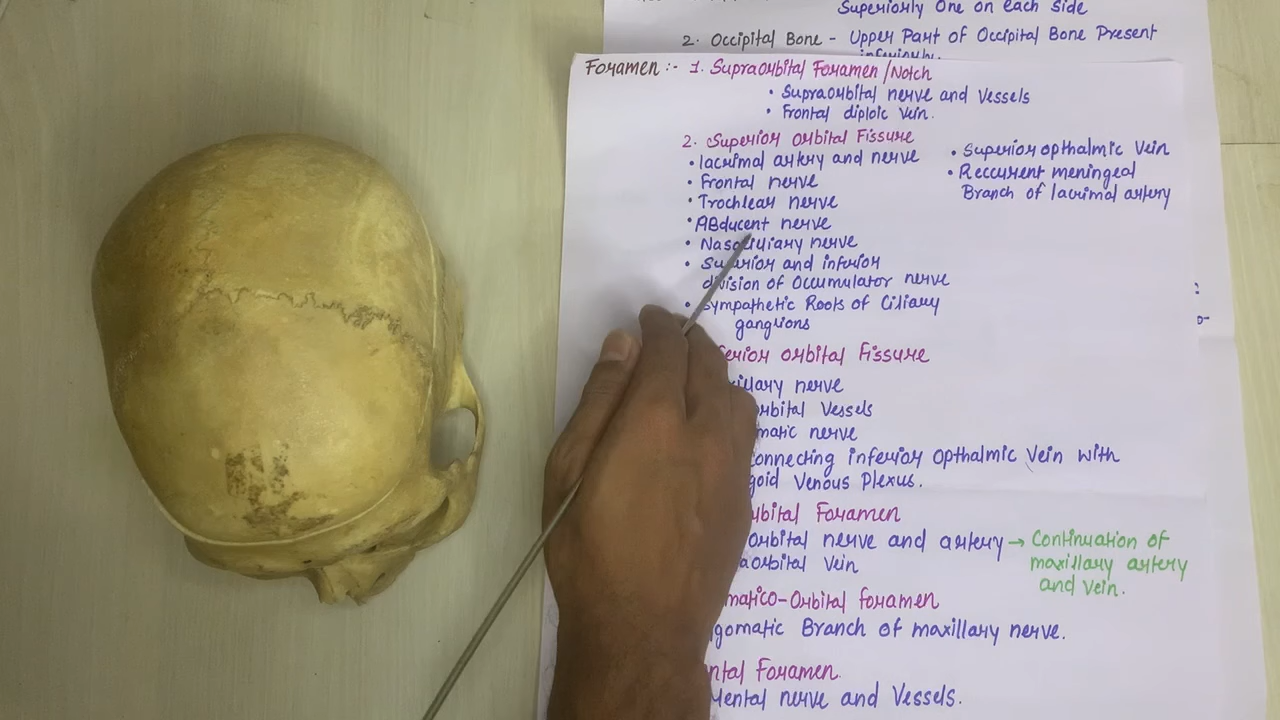 Superiorly One on each side
2. Occipital Bone - Upper Part of Occipital Bone Present
inferiorly.
Foramen :- 1. Supraorbital Foramen/Notch
• Supraorbital nerve and Vessels
• Frontal diploic vein.
2. Superior orbital Fissure
• lacrimal artery and nerve
• Frontal nerve
• Trochlear nerve
• ABducent nerve
• Nasociliary nerve
• Superior and inferior
division of Occumulator nerve
• Sympathetic Roots of Ciliary
ganglions
• Superior opthalmic Vein
• Reccurent meningeal
Branch of lacrimal artery
erior orbital Fissure
illary nerve
orbital Vessels
matic nerve
connecting inferior opthalmic Vein with
goid Venous Plexus.
orbital Foramen
orbital nerve and artery → Continuation of
maxillary artery
and vein.
aorbital vein
matico-Orbital foramen
gomatic Branch of maxillary nerve.
ntal Foramen.
Mental nerve and Vessels.